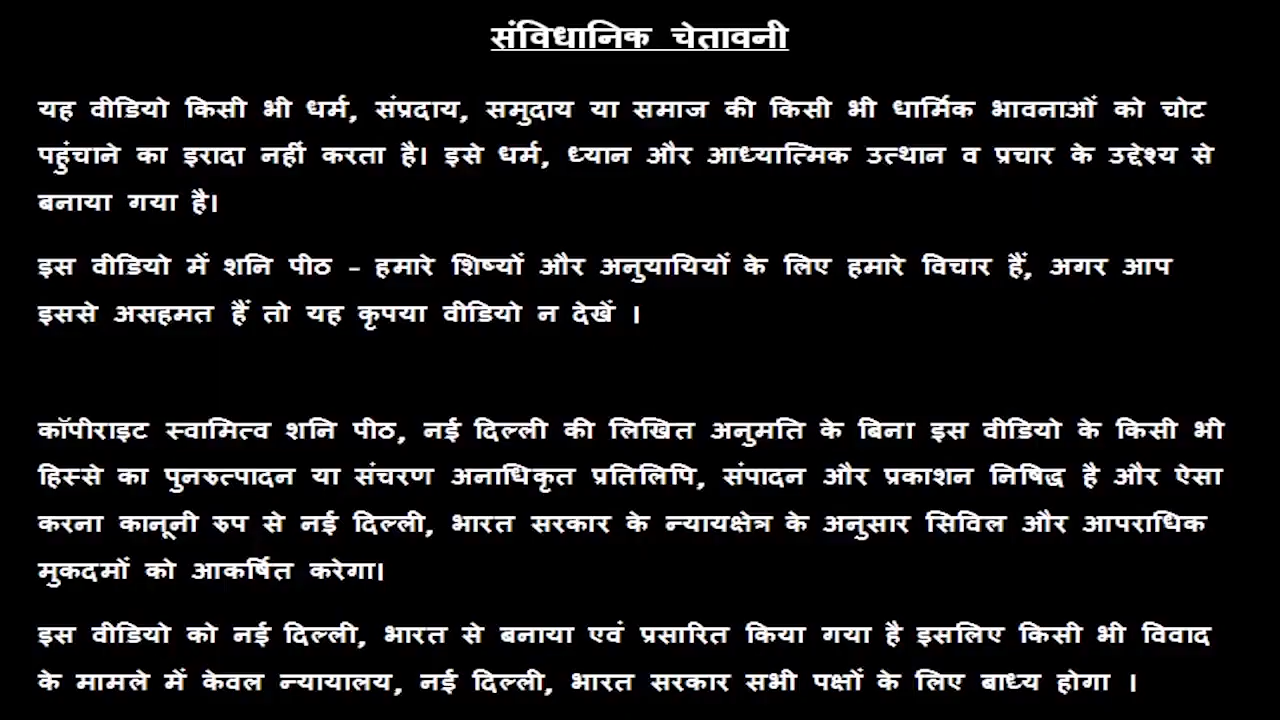 संविधानिक चेतावनी
यह वीडियो किसी भी धर्म, संप्रदाय, समुदाय या समाज की किसी भी धार्मिक भावनाओं को चोट
पहुंचाने का इरादा नहीं करता है। इसे धर्म, ध्यान और आध्यात्मिक उत्थान व प्रचार के उद्देश्य से
बनाया गया है।
इस वीडियो में शनि पीठ – हमारे शिष्यों और अनुयायियों के लिए हमारे विचार हैं, अगर आप
इससे असहमत हैं तो यह कृपया वीडियो न देखें ।
कॉपीराइट स्वामित्व शनि पीठ, नई दिल्ली की लिखित अनुमति के बिना इस वीडियो के किसी भी
हिस्से का पुनरुत्पादन या संचरण अनाधिकृत प्रतिलिपि, संपादन और प्रकाशन निषिद्ध है और ऐसा
करना कानूनी रुप से नई दिल्ली, भारत सरकार के न्यायक्षेत्र के अनुसार सिविल और आपराधिक
मुकदमों को आकर्षित करेगा।
इस वीडियो को नई दिल्ली, भारत से बनाया एवं प्रसारित किया गया है इसलिए किसी भी विवाद
के मामले में केवल न्यायालय, नई दिल्ली, भारत सरकार सभी पक्षों के लिए बाध्य होगा ।